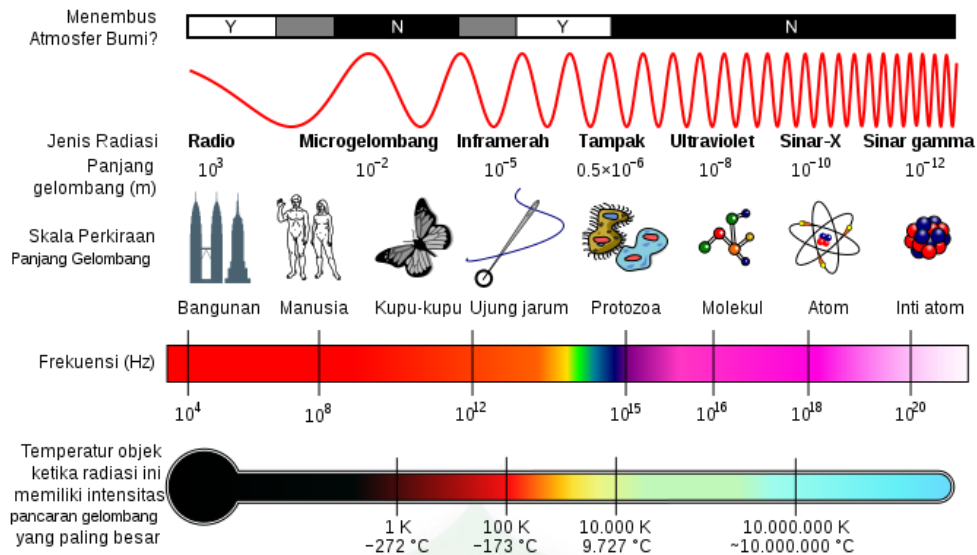 Menembus
Atmosfer Bumi?
Y N Y N
Jenis Radiasi
Radio Microgelombang Inframerah Tampak Ultraviolet Sinar-X Sinar gamma
Panjang
gelombang (m)
10³ 10⁻² 10⁻⁵ 0.5×10⁻⁶ 10⁻⁸ 10⁻¹⁰ 10⁻¹²
Skala Perkiraan
Panjang Gelombang
Bangunan Manusia Kupu-kupu Ujung jarum Protozoa Molekul Atom Inti atom
Frekuensi (Hz)
10⁴ 10⁸ 10¹² 10¹⁵ 10¹⁶ 10¹⁸ 10²⁰
Temperatur objek
ketika radiasi ini
memiliki intensitas
pancaran gelombang
yang paling besar
1 K 100 K 10.000 K 10.0000.000 K
−272 °C −173 °C 9.727 °C ~10.000.000 °C